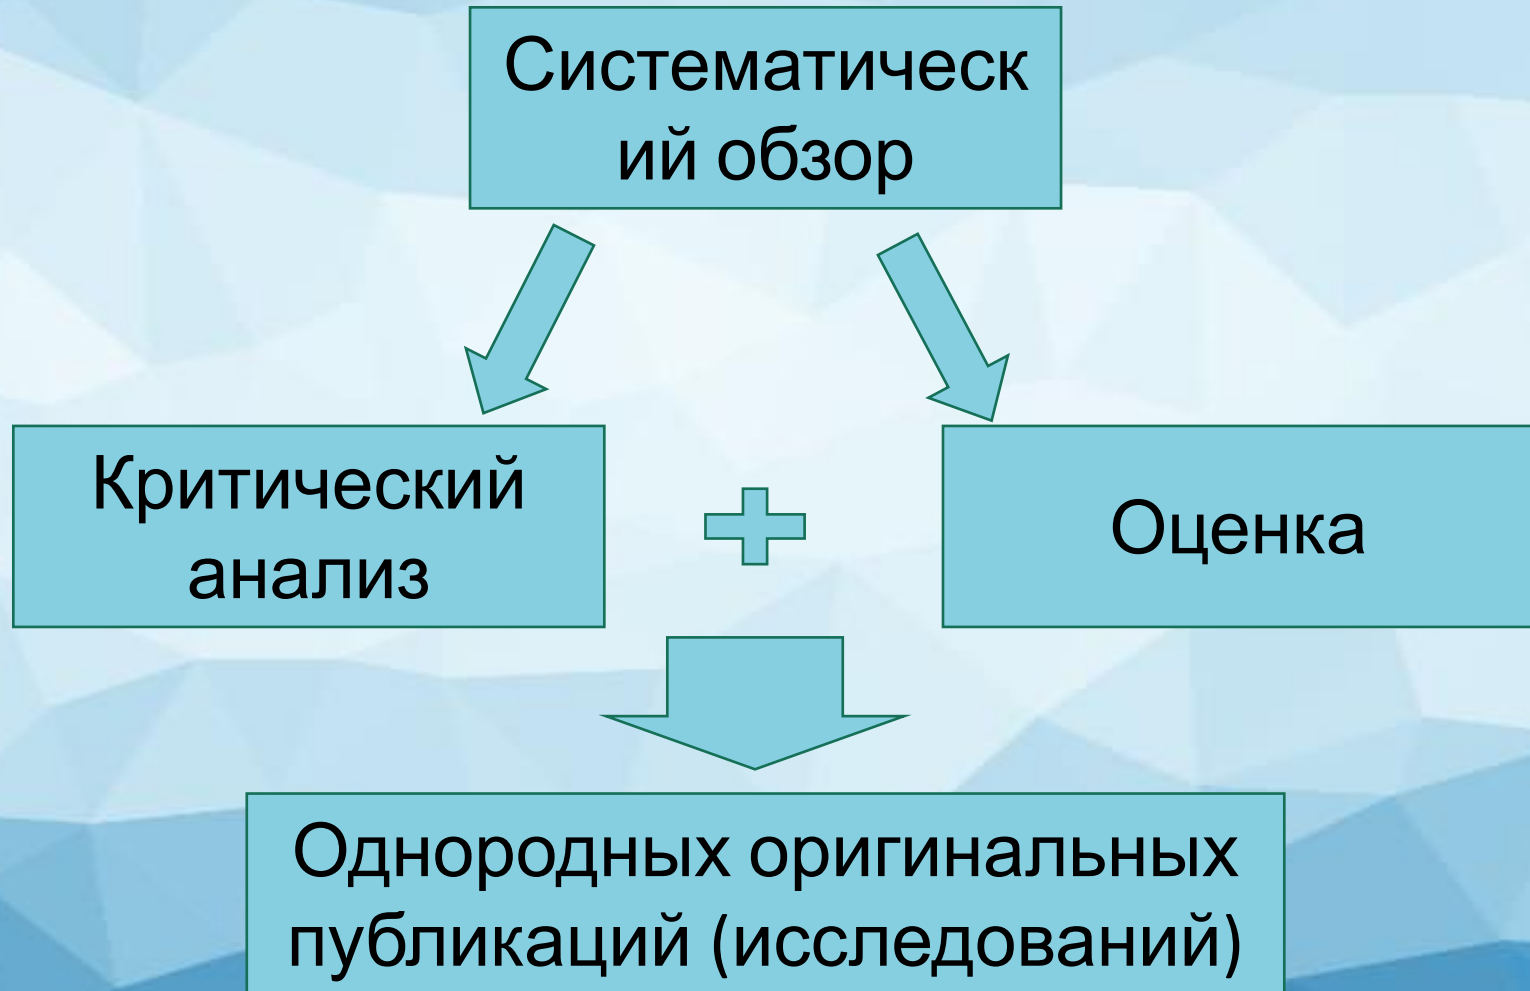 Систематическ
ий обзор
Критический
анализ
Оценка
Однородных оригинальных
публикаций (исследований)